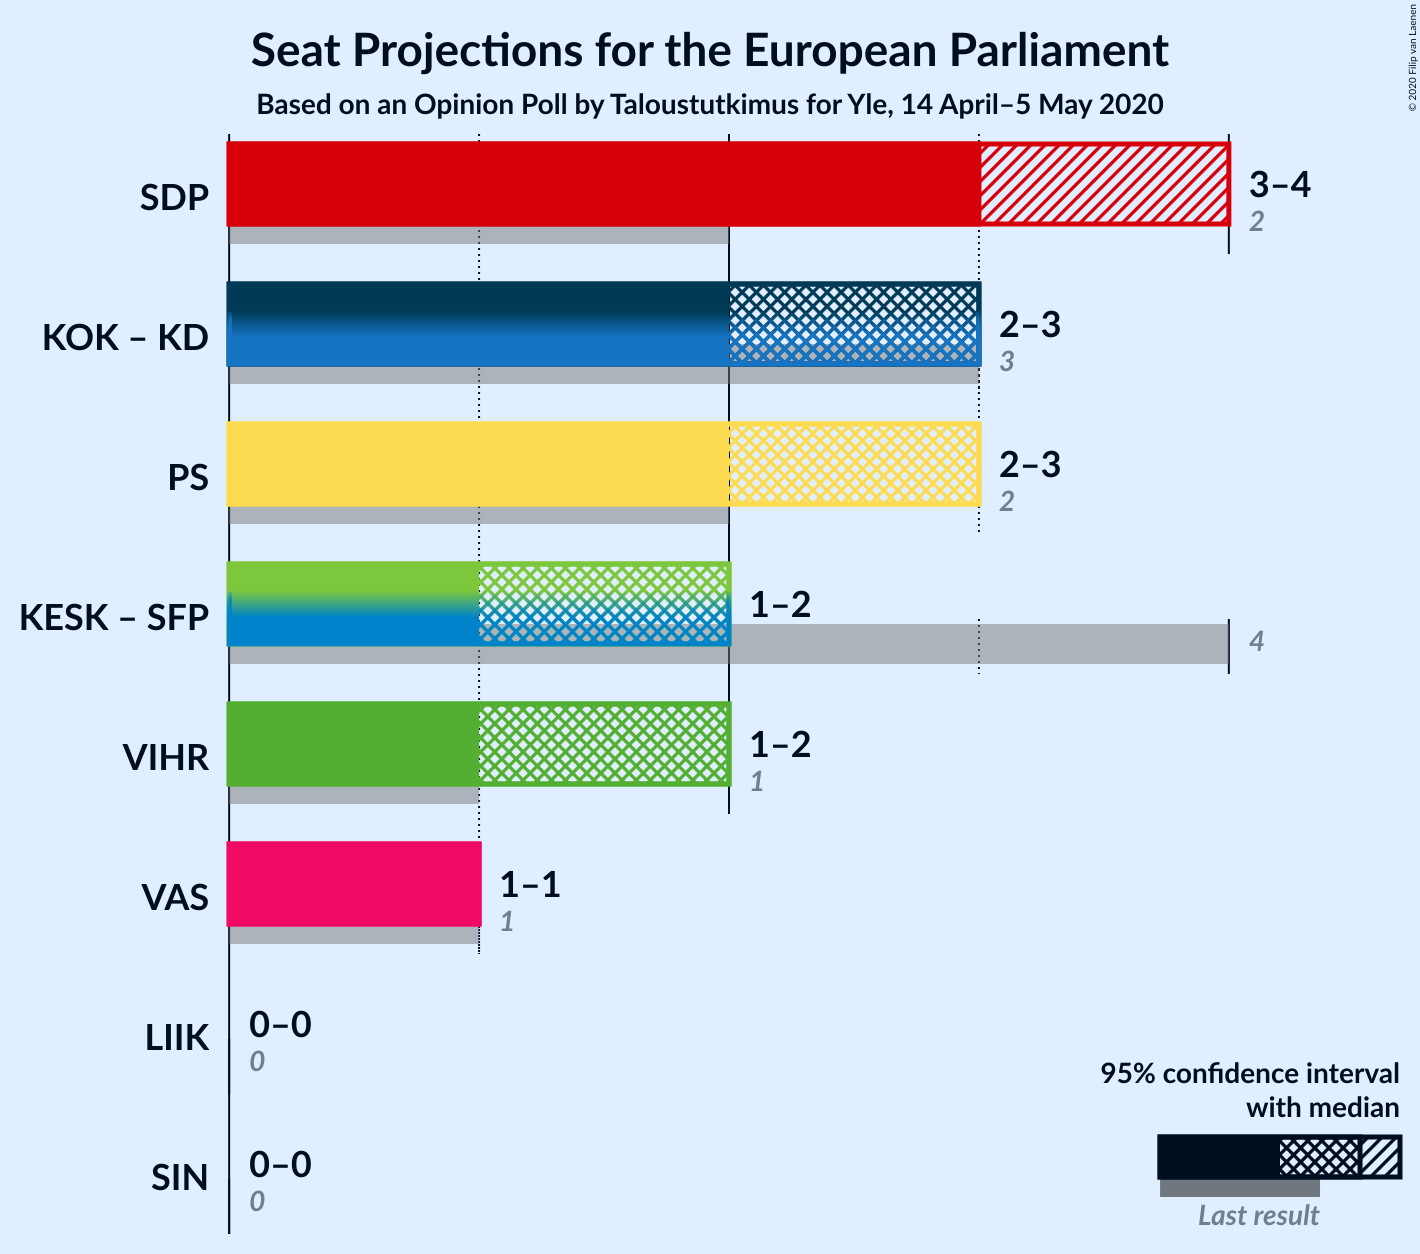 Seat Projections for the European Parliament
Based on an Opinion Poll by Taloustutkimus for Yle, 14 April–5 May 2020
© 2020 Filip van Laenen
SDP
3–4
2
KOK – KD
2–3
3
PS
2–3
2
KESK – SFP
1–2
4
VIHR
1–2
1
VAS
1–1
1
LIIK
0–0
0
SIN
0–0
0
95% confidence interval
with median
Last result